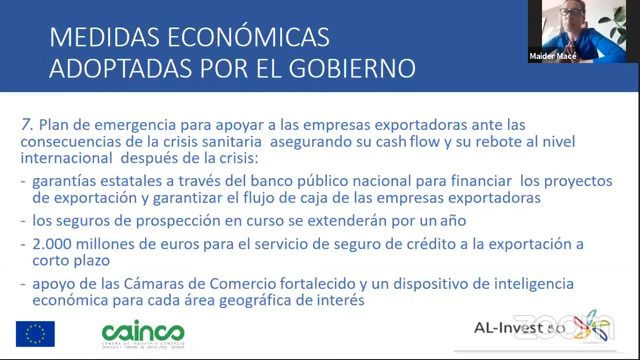 MEDIDAS ECONÓMICAS
ADOPTADAS POR EL GOBIERNO
Maider Macé
7. Plan de emergencia para apoyar a las empresas exportadoras ante las
consecuencias de la crisis sanitaria asegurando su cash flow y su rebote al nivel
internacional después de la crisis:
- garantías estatales a través del banco público nacional para financiar los proyectos
de exportación y garantizar el flujo de caja de las empresas exportadoras
- los seguros de prospección en curso se extenderán por un año
- 2.000 millones de euros para el servicio de seguro de crédito a la exportación a
corto plazo
- apoyo de las Cámaras de Comercio fortalecido y un dispositivo de inteligencia
económica para cada área geográfica de interés
cainco
AL-Invest 5.0
zoom